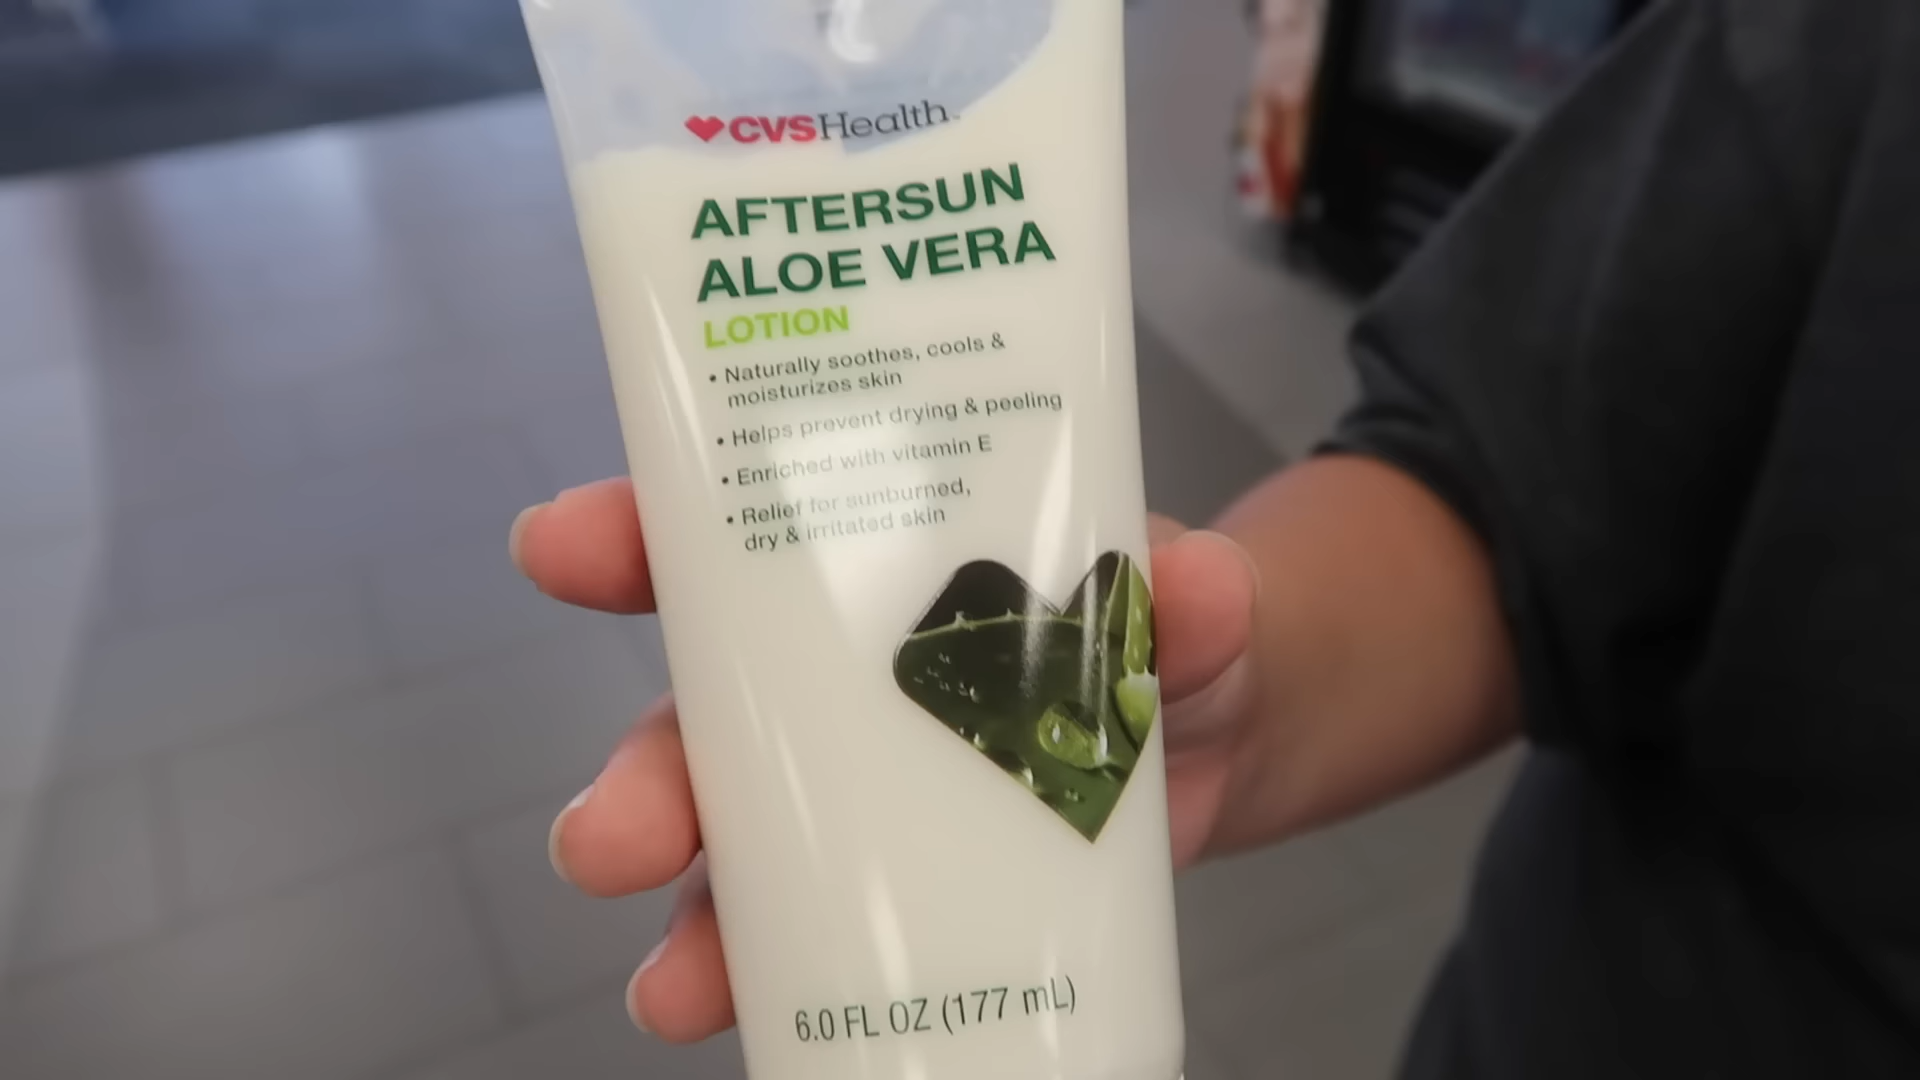 CVSHealth
AFTERSUN
ALOE VERA
LOTION
• Naturally soothes, cools &
moisturizes skin
• Helps prevent drying & peeling
• Enriched with vitamin E
• Relief for sunburned,
dry & irritated skin
6.0 FL OZ (177 mL)